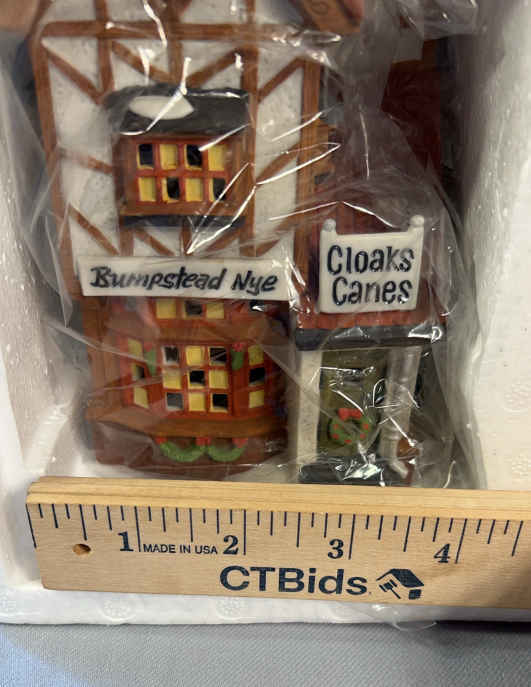 Bumpstead Nye
Cloaks
Canes
1 MADE IN USA 2 3 4
CTBids